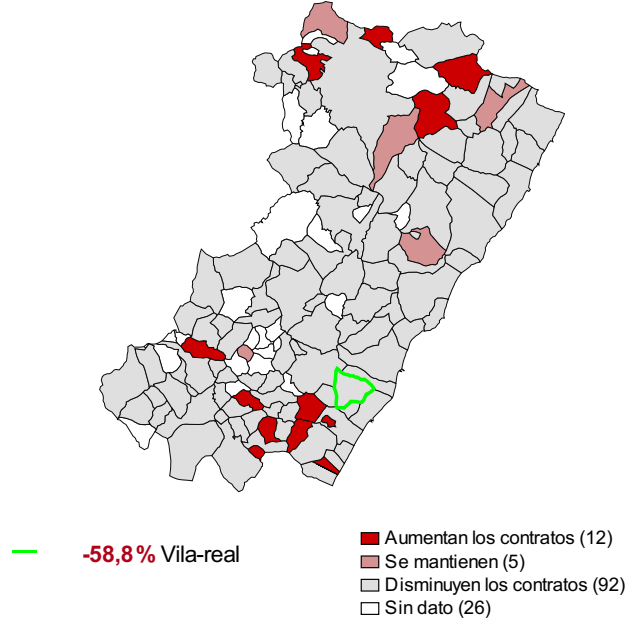 -58,8% Vila-real
Aumentan los contratos (12)
Se mantienen (5)
Disminuyen los contratos (92)
Sin dato (26)